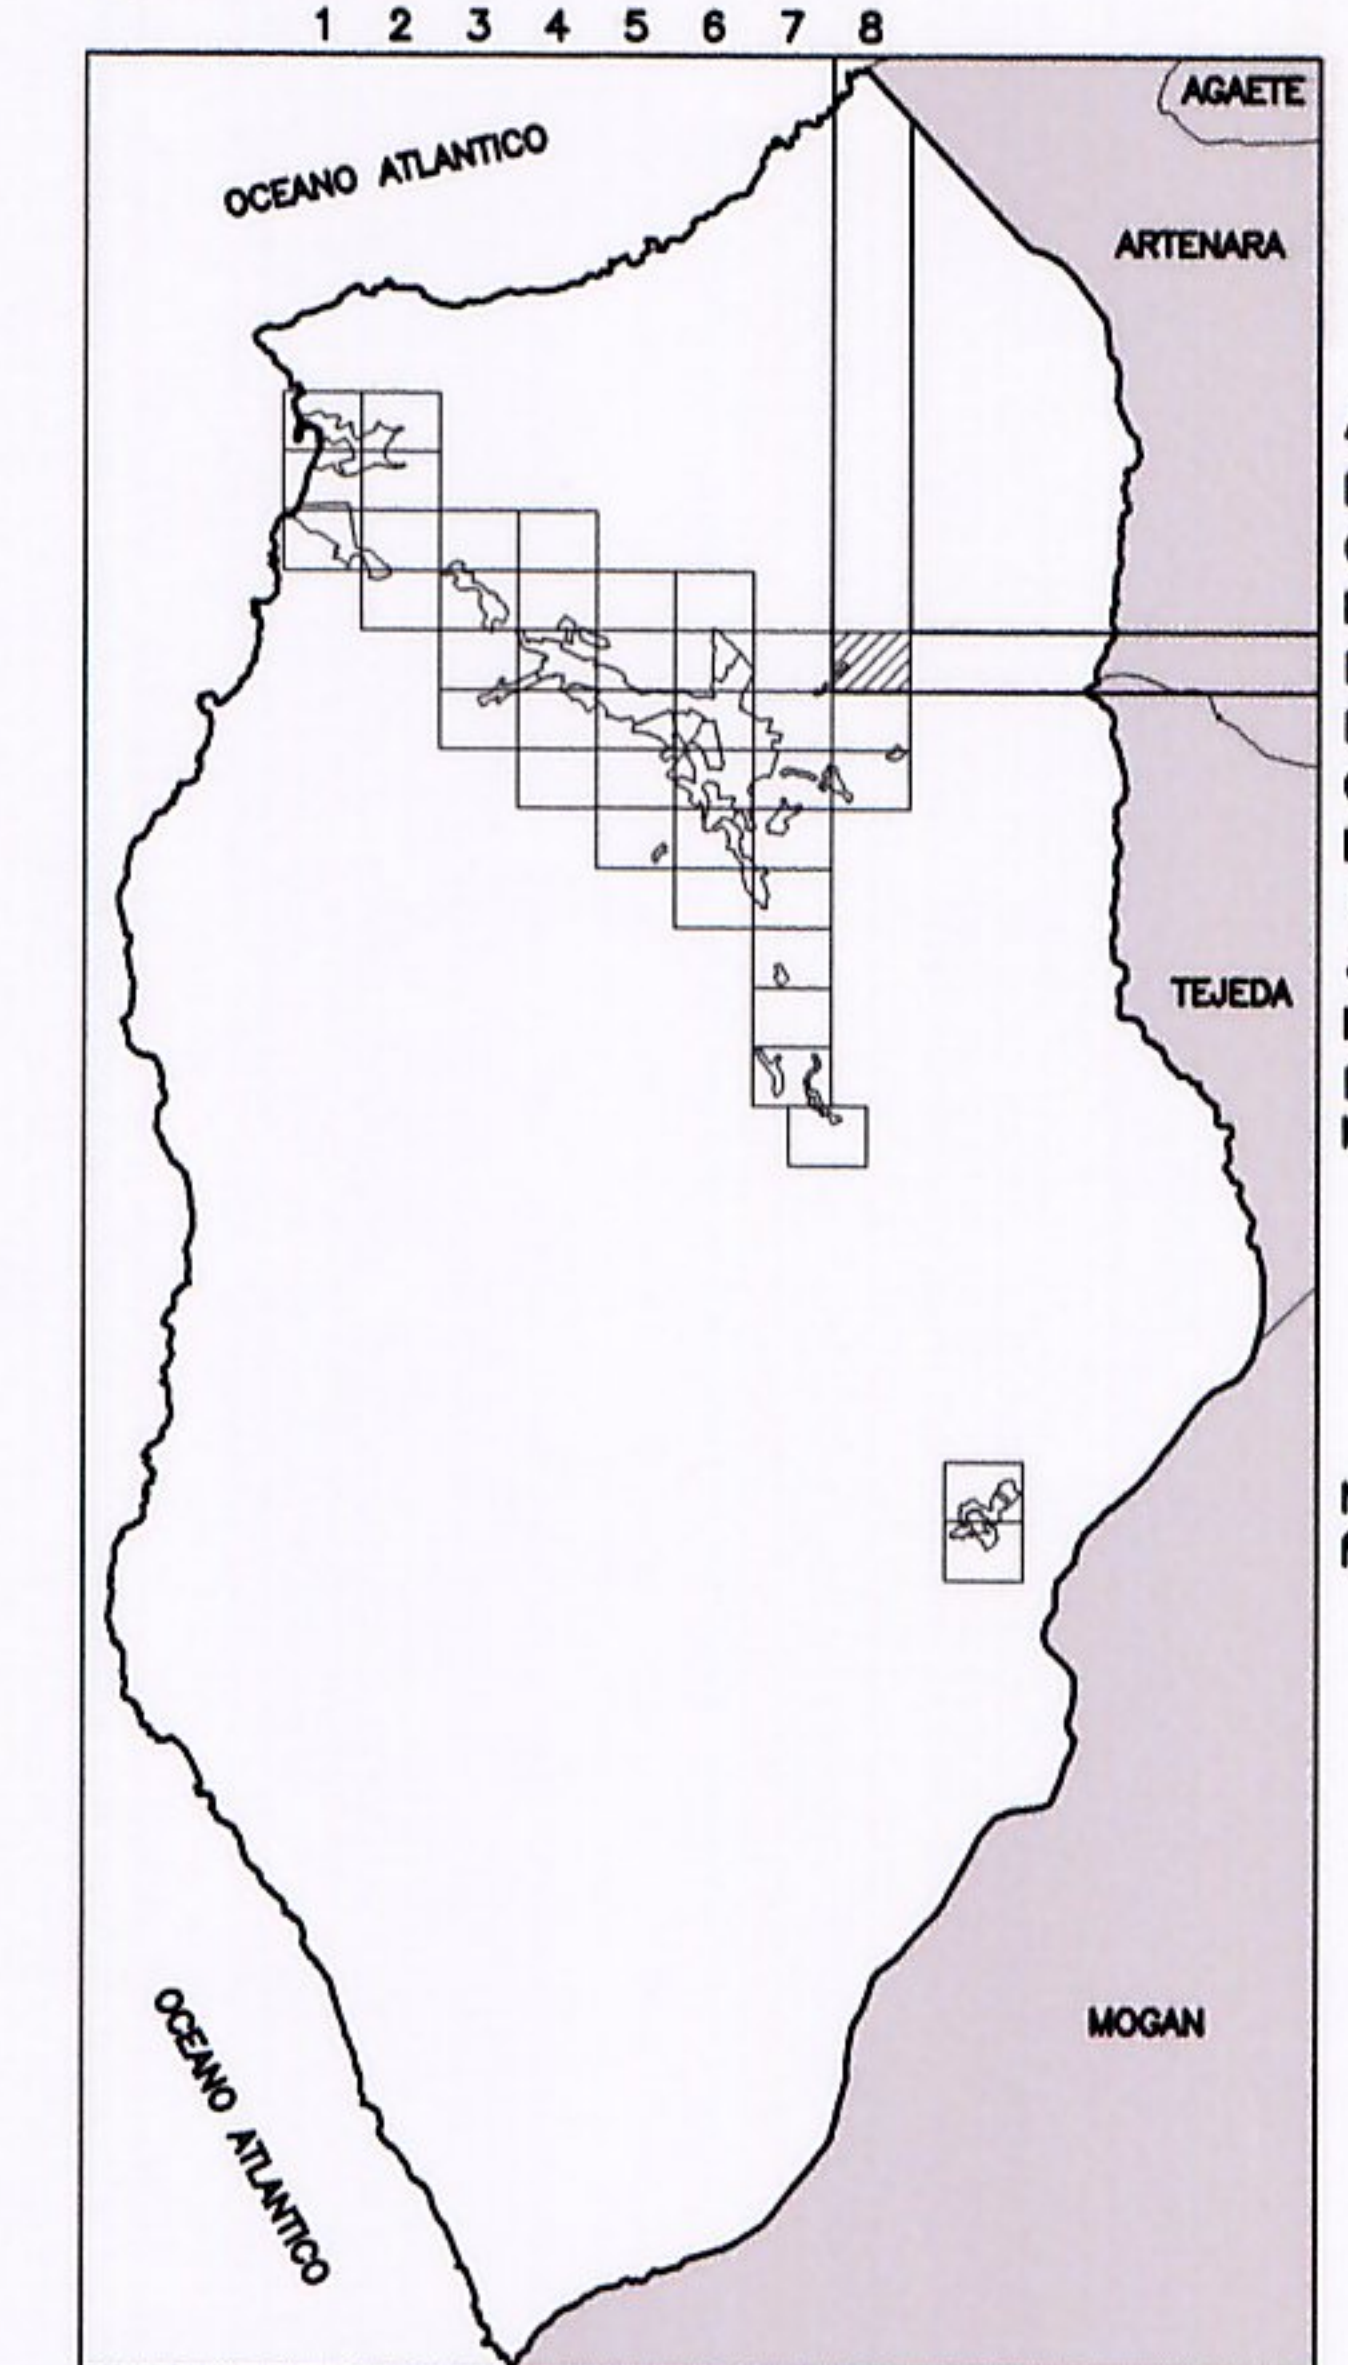 1 2 3 4 5 6 7 8
AGAETE
OCEANO ATLANTICO
ARTENARA
TEJEDA
MOGAN
OCEANO ATLANTICO